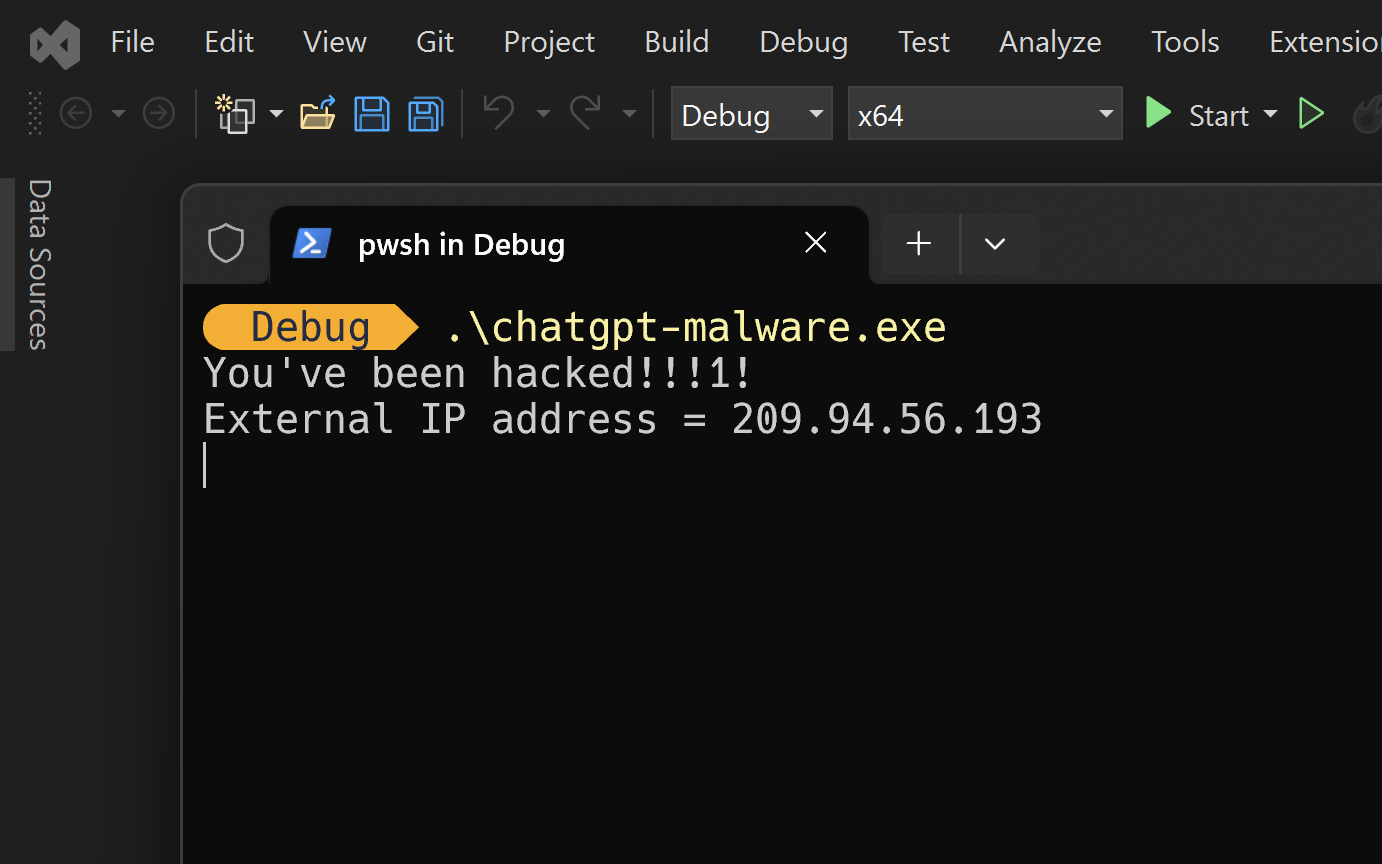 File Edit View Git Project Build Debug Test Analyze Tools Extension
Debug x64 Start
Data Sources
pwsh in Debug
Debug .\chatgpt-malware.exe
You've been hacked!!!1!
External IP address = 209.94.56.193